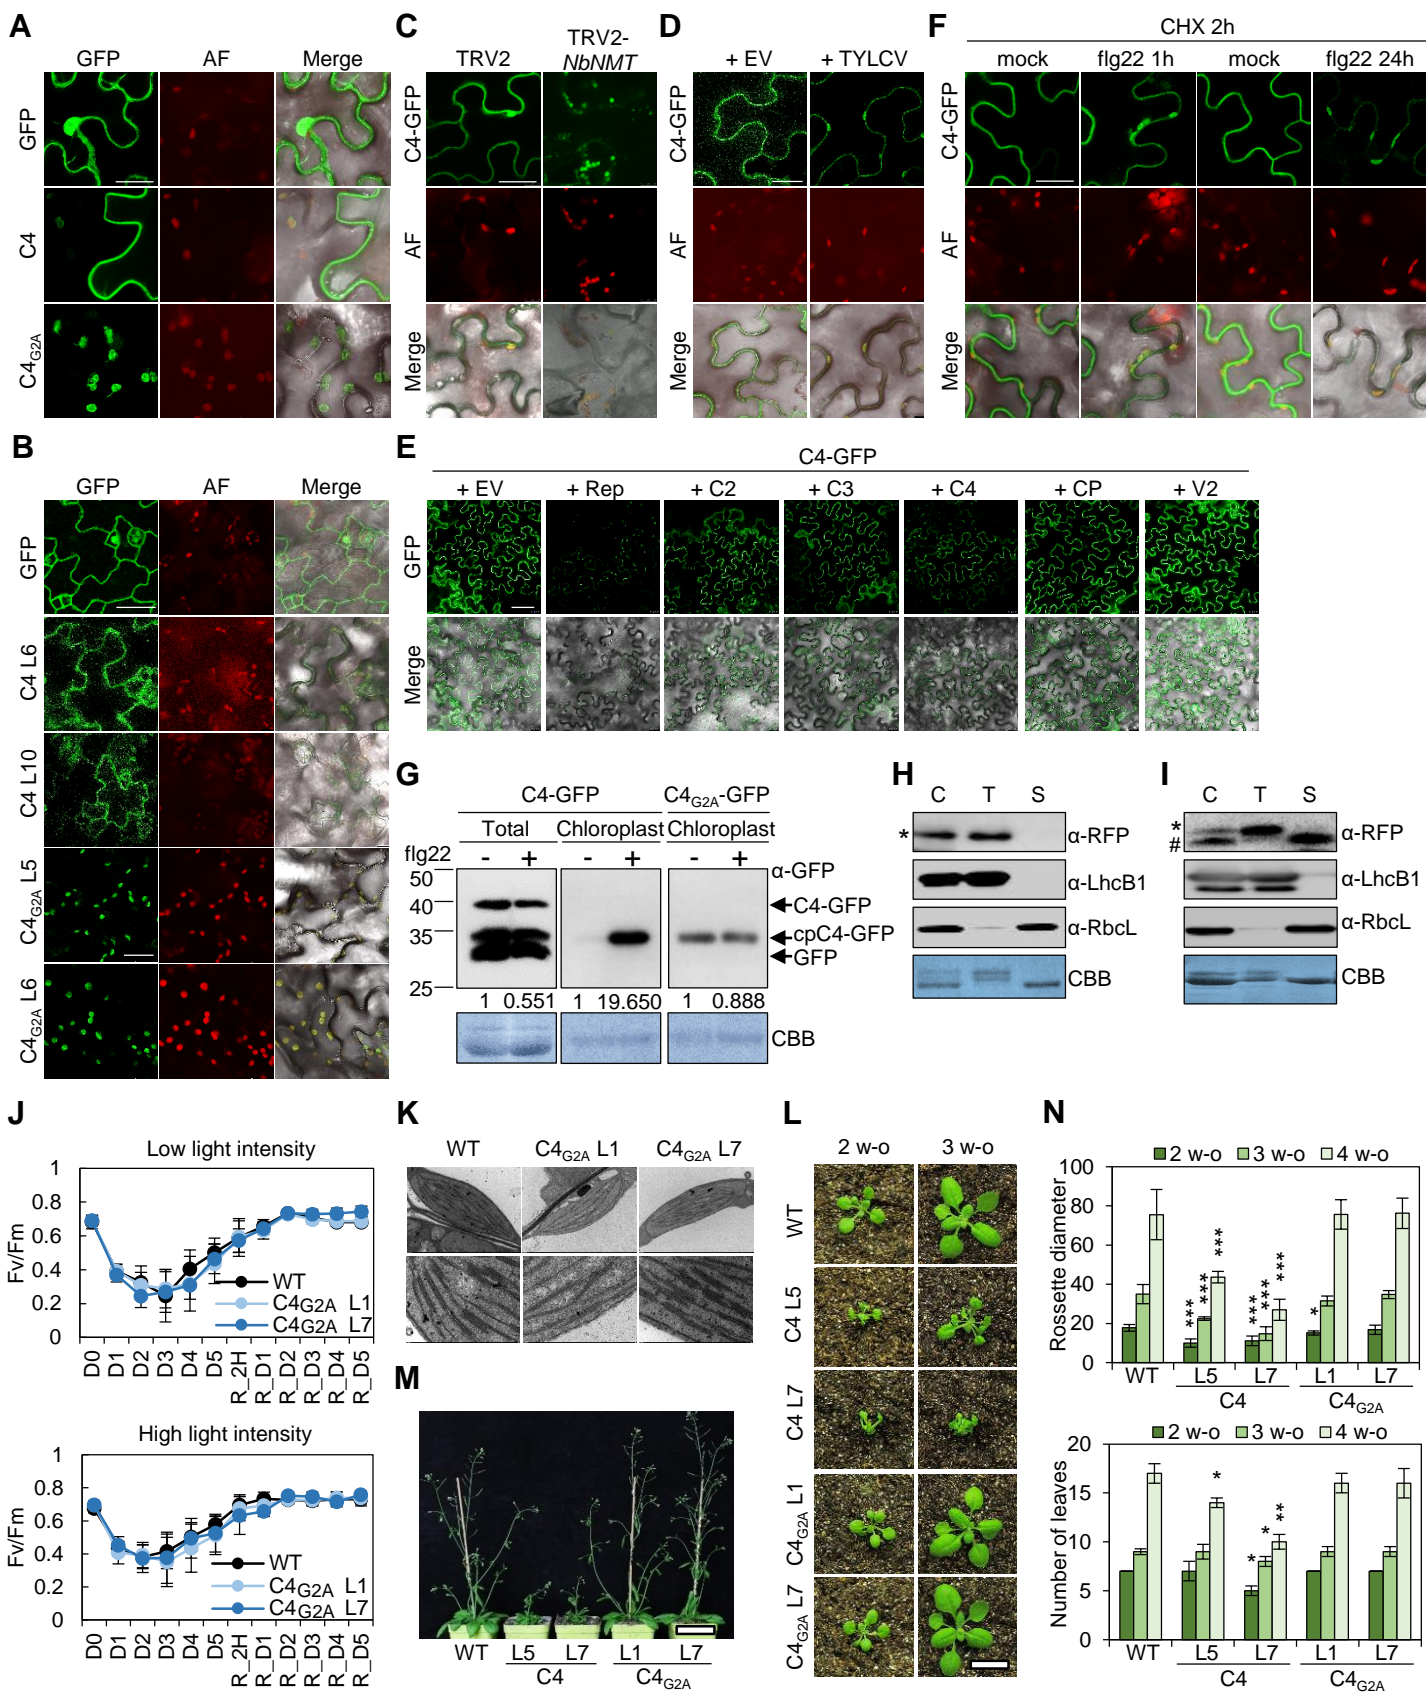 A
GFP AF Merge
GFP
C4
C4G2A
B
GFP AF Merge
GFP
C4 L6
C4 L10
C4G2A L5
C4G2A L6
C
TRV2 TRV2-
NbNMT
C4-GFP
AF
Merge
D
+ EV + TYLCV
C4-GFP
AF
Merge
E
C4-GFP
+ EV + Rep + C2 + C3 + C4 + CP + V2
GFP
Merge
F
CHX 2h
mock flg22 1h mock flg22 24h
C4-GFP
AF
Merge
G
C4-GFP C4G2A-GFP
Total Chloroplast Chloroplast
flg22 - + - + - +
α-GFP
50
40
35
25
C4-GFP
cpC4-GFP
GFP
1 0.551 1 19.650 1 0.888
CBB
H
C T S
* α-RFP
α-LhcB1
α-RbcL
CBB
I
C T S
* α-RFP
#
α-LhcB1
α-RbcL
CBB
J
Low light intensity
Fv/Fm
1
0.8
0.6
0.4
0.2
0
WT
C4G2A L1
C4G2A L7
D0 D1 D2 D3 D4 D5 R_2H R_D1 R_D2 R_D3 R_D4 R_D5
High light intensity
Fv/Fm
1
0.8
0.6
0.4
0.2
0
WT
C4G2A L1
C4G2A L7
D0 D1 D2 D3 D4 D5 R_2H R_D1 R_D2 R_D3 R_D4 R_D5
K
WT C4G2A L1 C4G2A L7
L
2 w-o 3 w-o
WT
C4 L5
C4 L7
C4G2A L1
C4G2A L7
M
WT L5 L7 L1 L7
C4 C4G2A
N
2 w-o 3 w-o 4 w-o
Rossette diameter
100
80
60
40
20
0
*** *** *** *** *** *** *
WT L5 L7 L1 L7
C4 C4G2A
2 w-o 3 w-o 4 w-o
Number of leaves
20
15
10
5
0
* * * **
WT L5 L7 L1 L7
C4 C4G2A